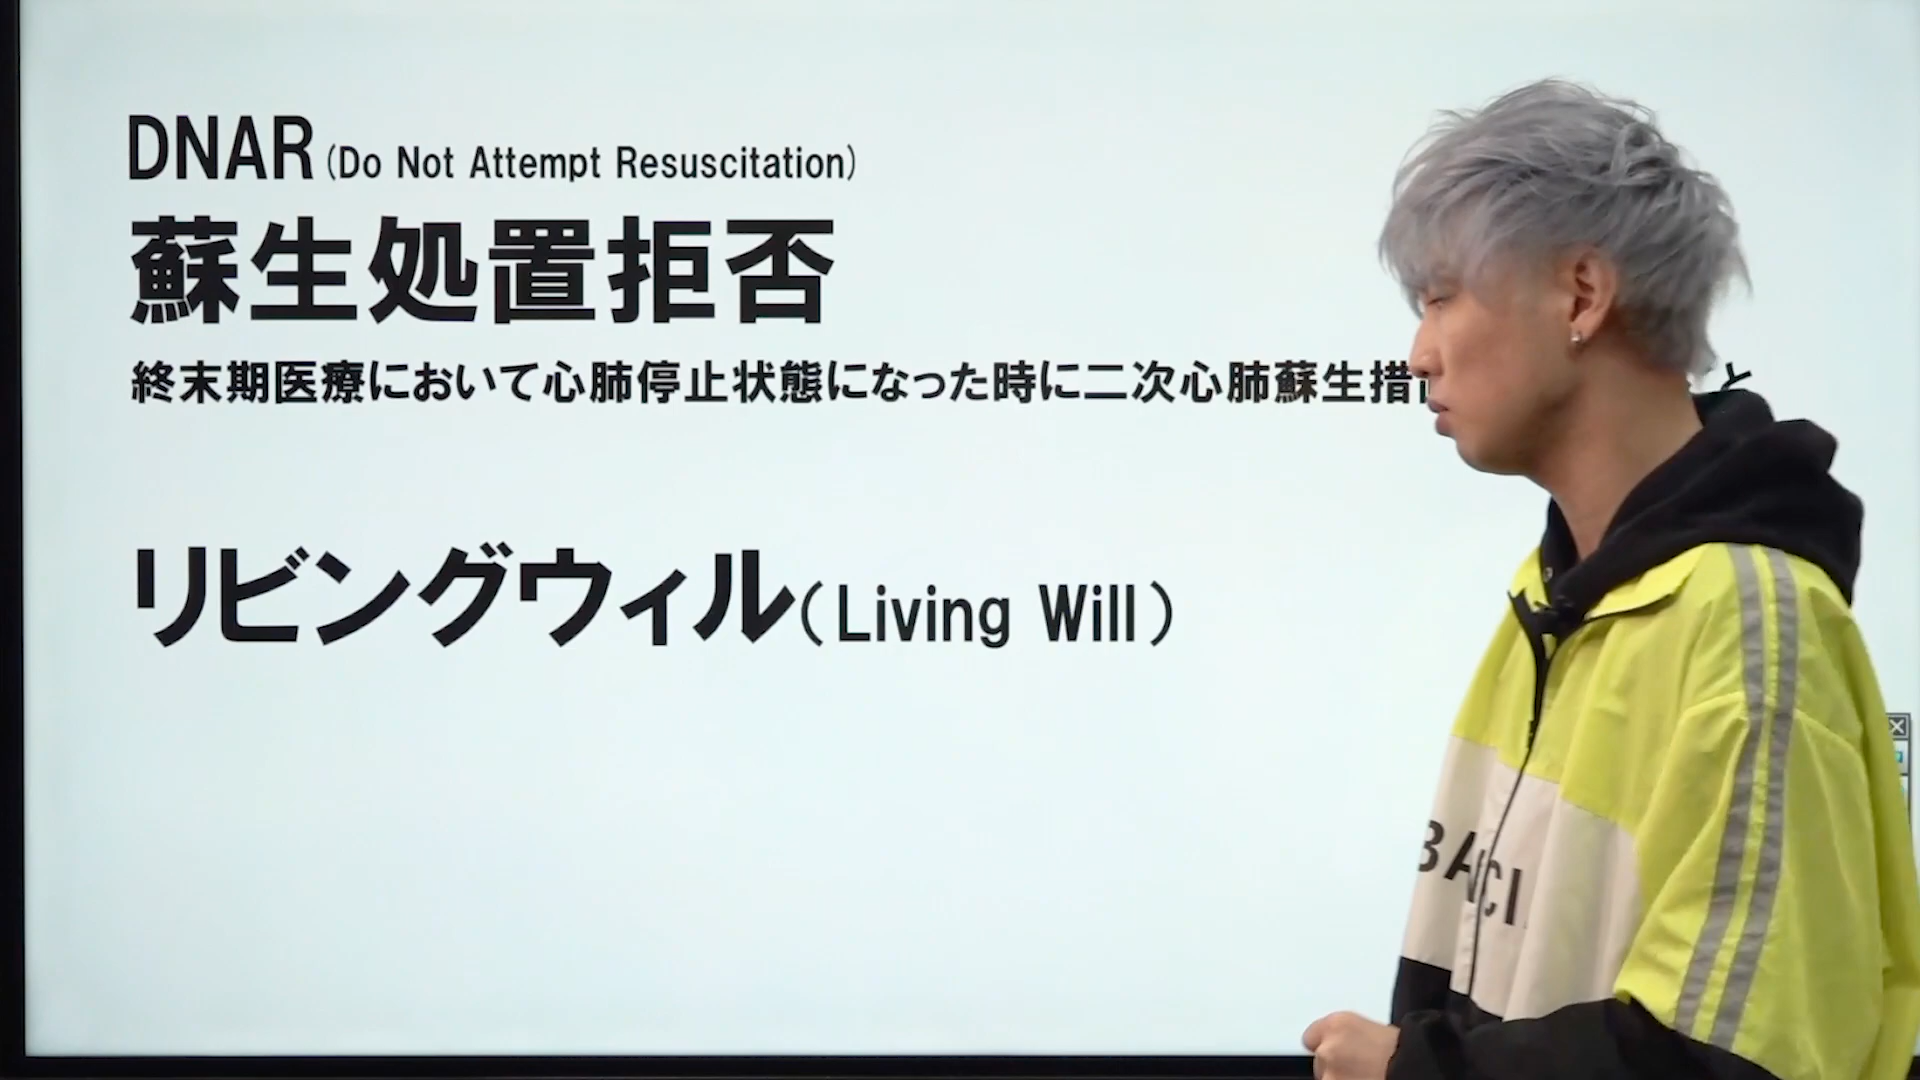 DNAR(Do Not Attempt Resuscitation)
蘇生処置拒否
終末期医療において心肺停止状態になった時に二次心肺蘇生措 と
リビングウィル(Living Will)